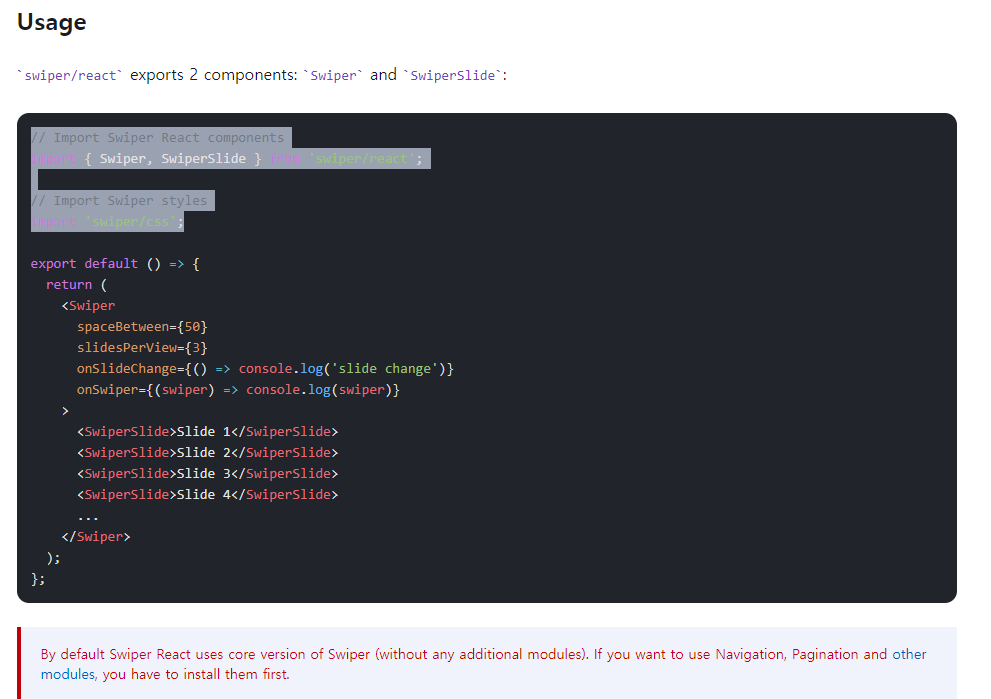 Usage
`swiper/react` exports 2 components: `Swiper` and `SwiperSlide`:
// Import Swiper React components
import { Swiper, SwiperSlide } from 'swiper/react';
// Import Swiper styles
import 'swiper/css';
export default () => {
return (
<Swiper
spaceBetween={50}
slidesPerView={3}
onSlideChange={() => console.log('slide change')}
onSwiper={(swiper) => console.log(swiper)}
>
<SwiperSlide>Slide 1</SwiperSlide>
<SwiperSlide>Slide 2</SwiperSlide>
<SwiperSlide>Slide 3</SwiperSlide>
<SwiperSlide>Slide 4</SwiperSlide>
...
</Swiper>
);
};
By default Swiper React uses core version of Swiper (without any additional modules). If you want to use Navigation, Pagination and other
modules, you have to install them first.